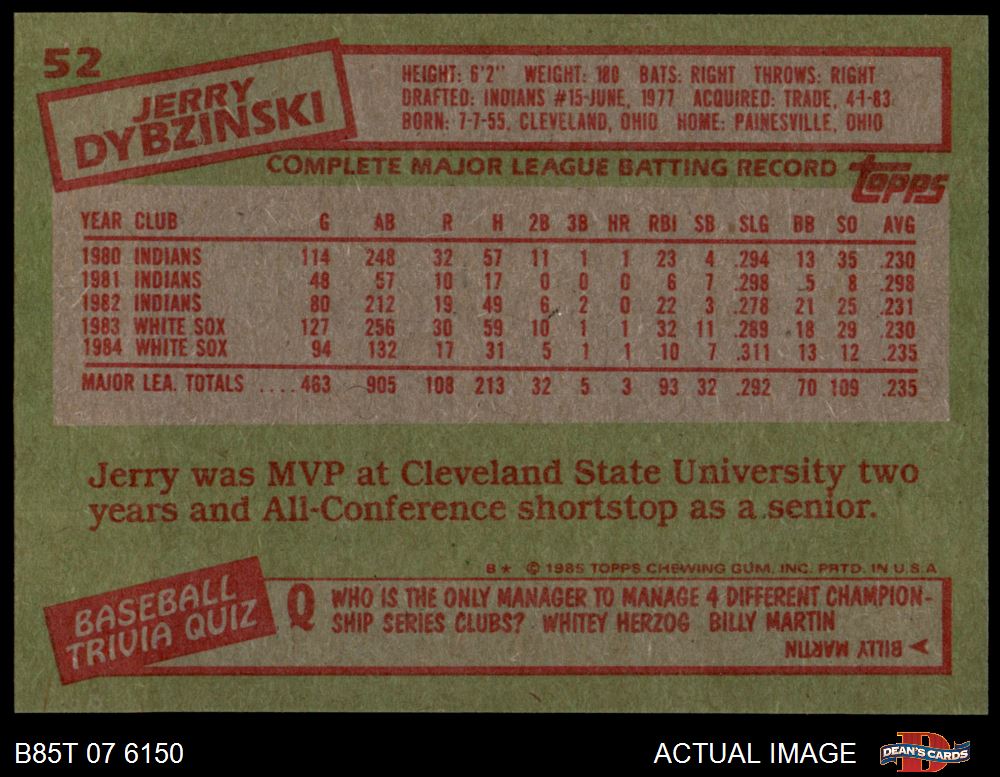 52
JERRY
DYBZINSKI
HEIGHT: 6'2" WEIGHT: 180 BATS: RIGHT THROWS: RIGHT
DRAFTED: INDIANS #15-JUNE, 1977 ACQUIRED: TRADE, 4-1-83
BORN: 7-7-55, CLEVELAND, OHIO HOME: PAINESVILLE, OHIO
COMPLETE MAJOR LEAGUE BATTING RECORD
topps
YEAR CLUB G AB R H 2B 3B HR RBI SB SLG BB SO AVG
1980 INDIANS 114 248 32 57 11 1 1 23 4 .294 13 35 .230
1981 INDIANS 48 57 10 17 0 0 0 6 7 .298 5 8 .298
1982 INDIANS 80 212 19 49 6 2 0 22 3 .278 21 25 .231
1983 WHITE SOX 127 256 30 59 10 1 1 32 11 .289 18 29 .230
1984 WHITE SOX 94 132 17 31 5 1 1 10 7 .311 13 12 .235
MAJOR LEA. TOTALS ....463 905 108 213 32 5 3 93 32 .292 70 109 .235
Jerry was MVP at Cleveland State University two
years and All-Conference shortstop as a senior.
B* © 1985 TOPPS CHEWING GUM, INC. PRTD. IN U.S.A
BASEBALL
TRIVIA QUIZ
Q WHO IS THE ONLY MANAGER TO MANAGE 4 DIFFERENT CHAMPION-
SHIP SERIES CLUBS? WHITEY HERZOG BILLY MARTIN
A BILLY MARTIN
B85T 07 6150
ACTUAL IMAGE
D
DEAN'S CARDS